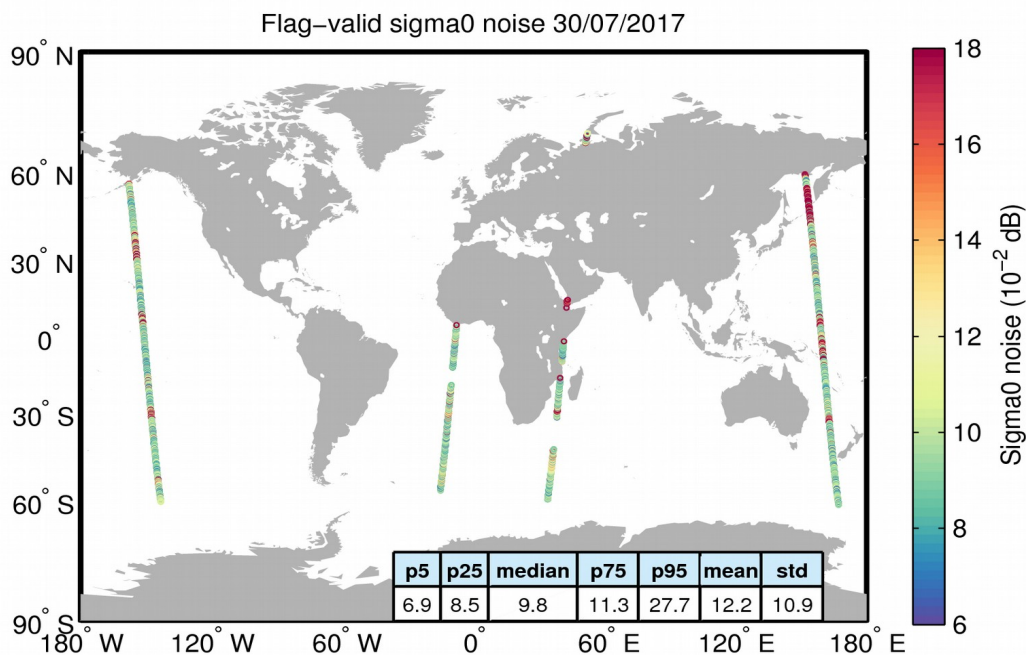 Flag−valid sigma0 noise 30/07/2017
90° N
60° N
30° N
0°
30° S
60° S
90° S
180° W
120° W
60° W
0°
60° E
120° E
180° E
p5 p25 median p75 p95 mean std
6.9 8.5 9.8 11.3 27.7 12.2 10.9
18
16
14
12
10
8
6
Sigma0 noise (10⁻² dB)